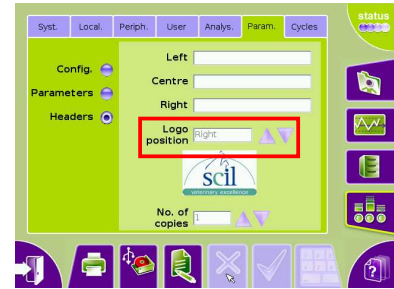 status
Syst. Local. Periph. User Analys. Param. Cycles
Left
Config.
Centre
Parameters
Right
Headers
Logo position Right
scil
veterinary excellence
No. of copies 1
?